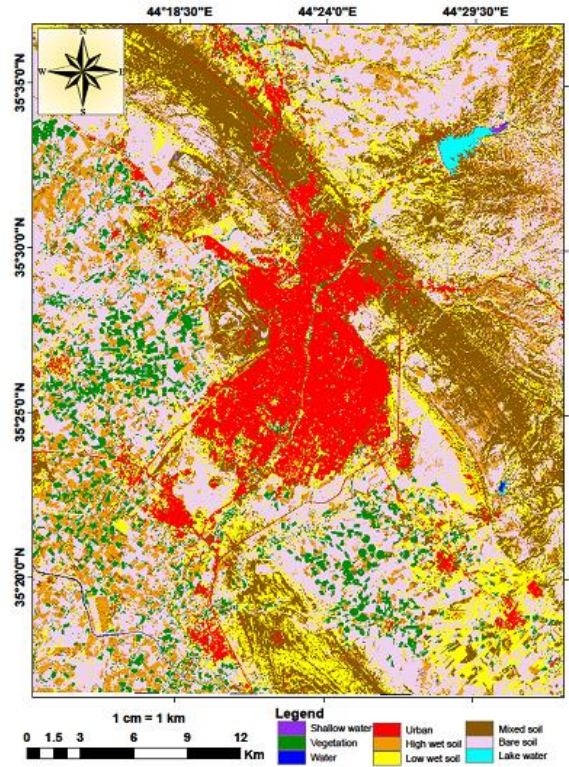 44°18'30"E 44°24'0"E 44°29'30"E
N
W E
S
35°35'0"N
35°30'0"N
35°25'0"N
35°20'0"N
1 cm = 1 km
0 1.5 3 6 9 12
Km
Legend
Shallow water Urban Mixed soil
Vegetation High wet soil Bare soil
Water Low wet soil Lake water